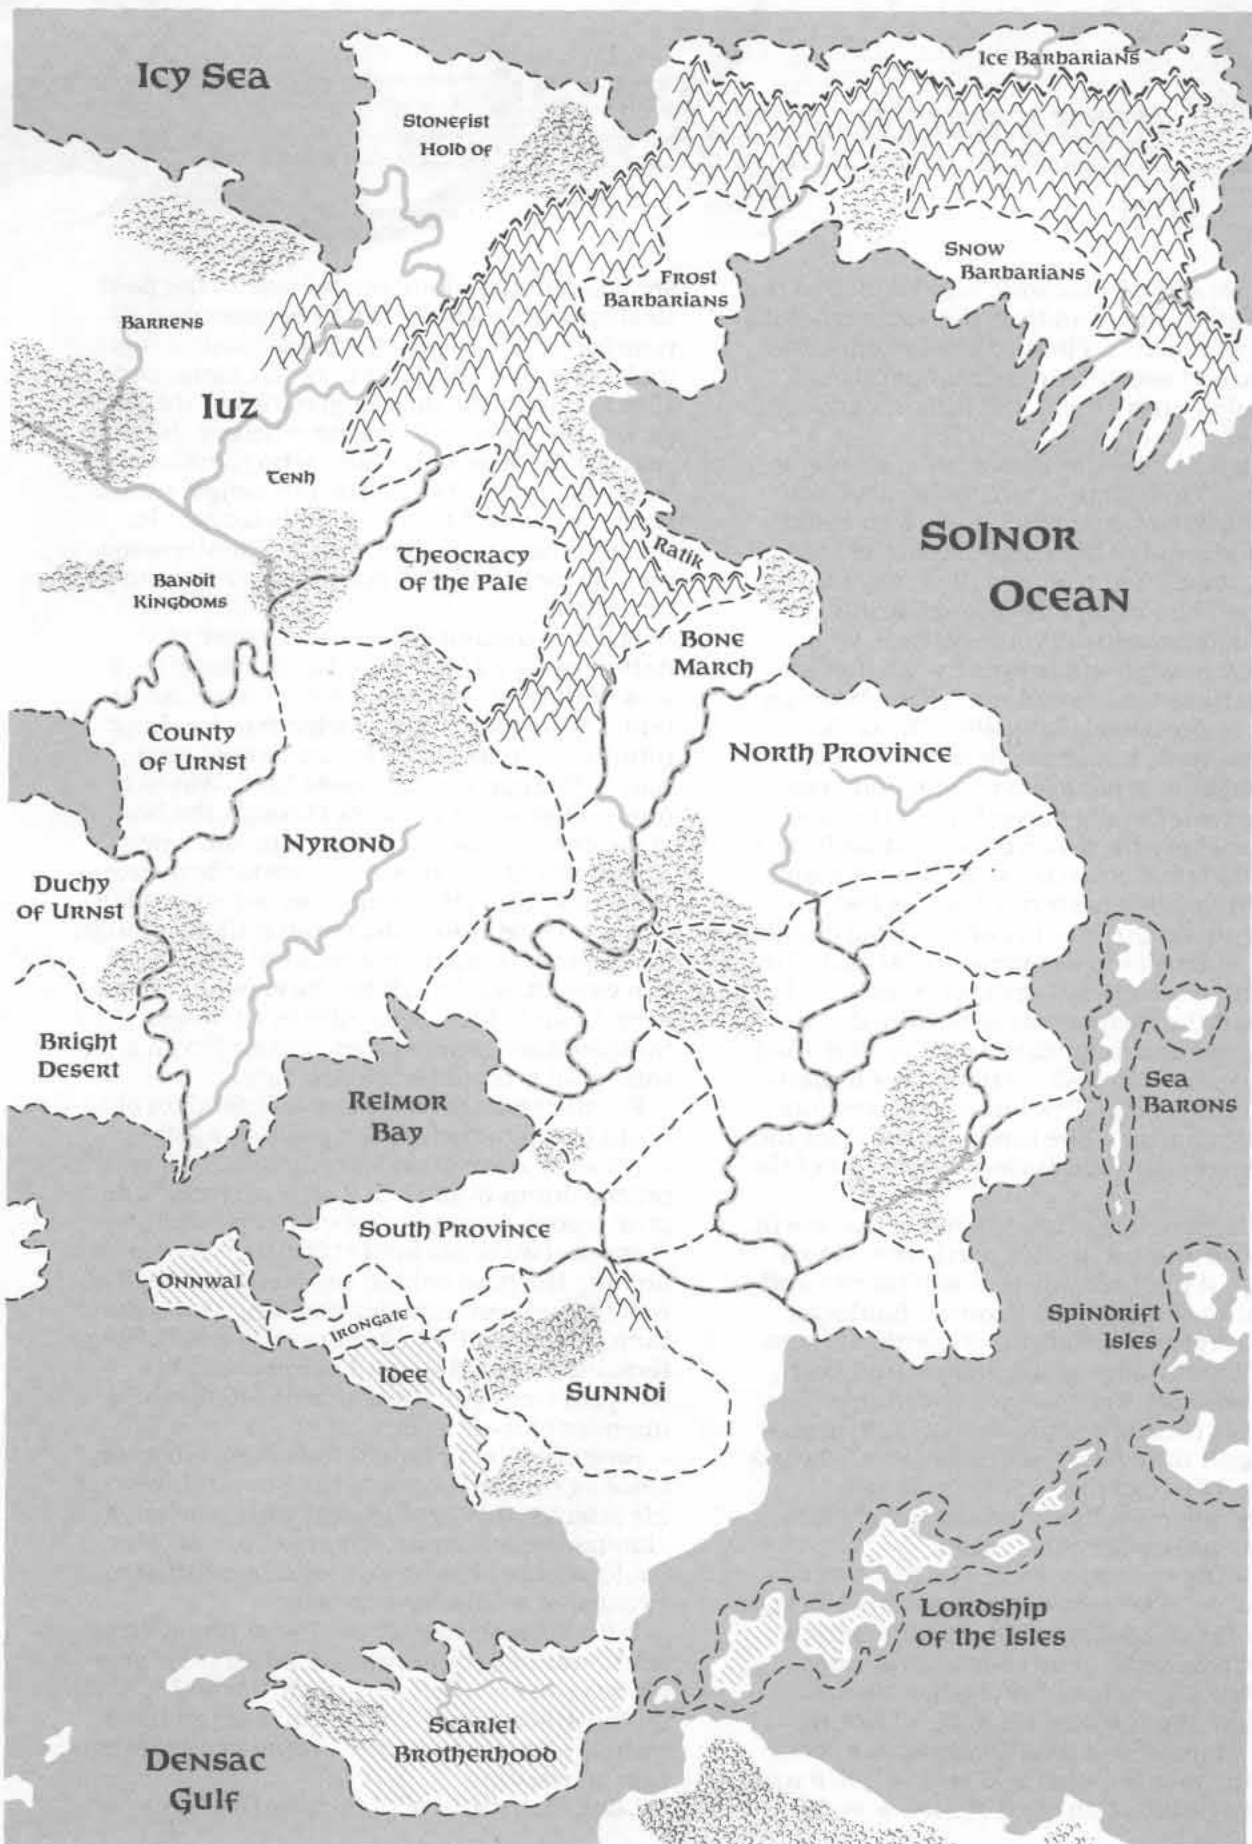 Icy Sea
Ice Barbarians
Stonefist
Hold of
Snow
Barbarians
Frost
Barbarians
Barrens
Iuz
Tenh
Solnor
Ocean
Theocracy
of the Pale
Ratik
Bandit
Kingdoms
Bone
March
County
of Urnst
North Province
Nyrond
Duchy
of Urnst
Bright
Desert
Relmor
Bay
Sea
Barons
South Province
Onnwal
Irongate
Spindrift
Isles
Idee
Sunndi
Lordship
of the Isles
Scarlet
Brotherhood
Densac
Gulf